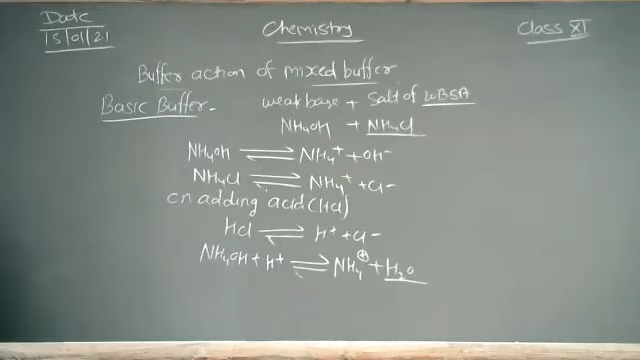 Date
15/01/21
Chemistry
Class XI
Buffer action of mixed buffer
Basic Buffer - weak base + Salt of WBSA
NH4OH + NH4Cl
NH4OH ⇌ NH4+ + OH-
NH4Cl ⇌ NH4+ + Cl-
On adding acid (HCl)
HCl ⇌ H+ + Cl-
NH4OH + H+ ⇌ NH4⊕ + H2O